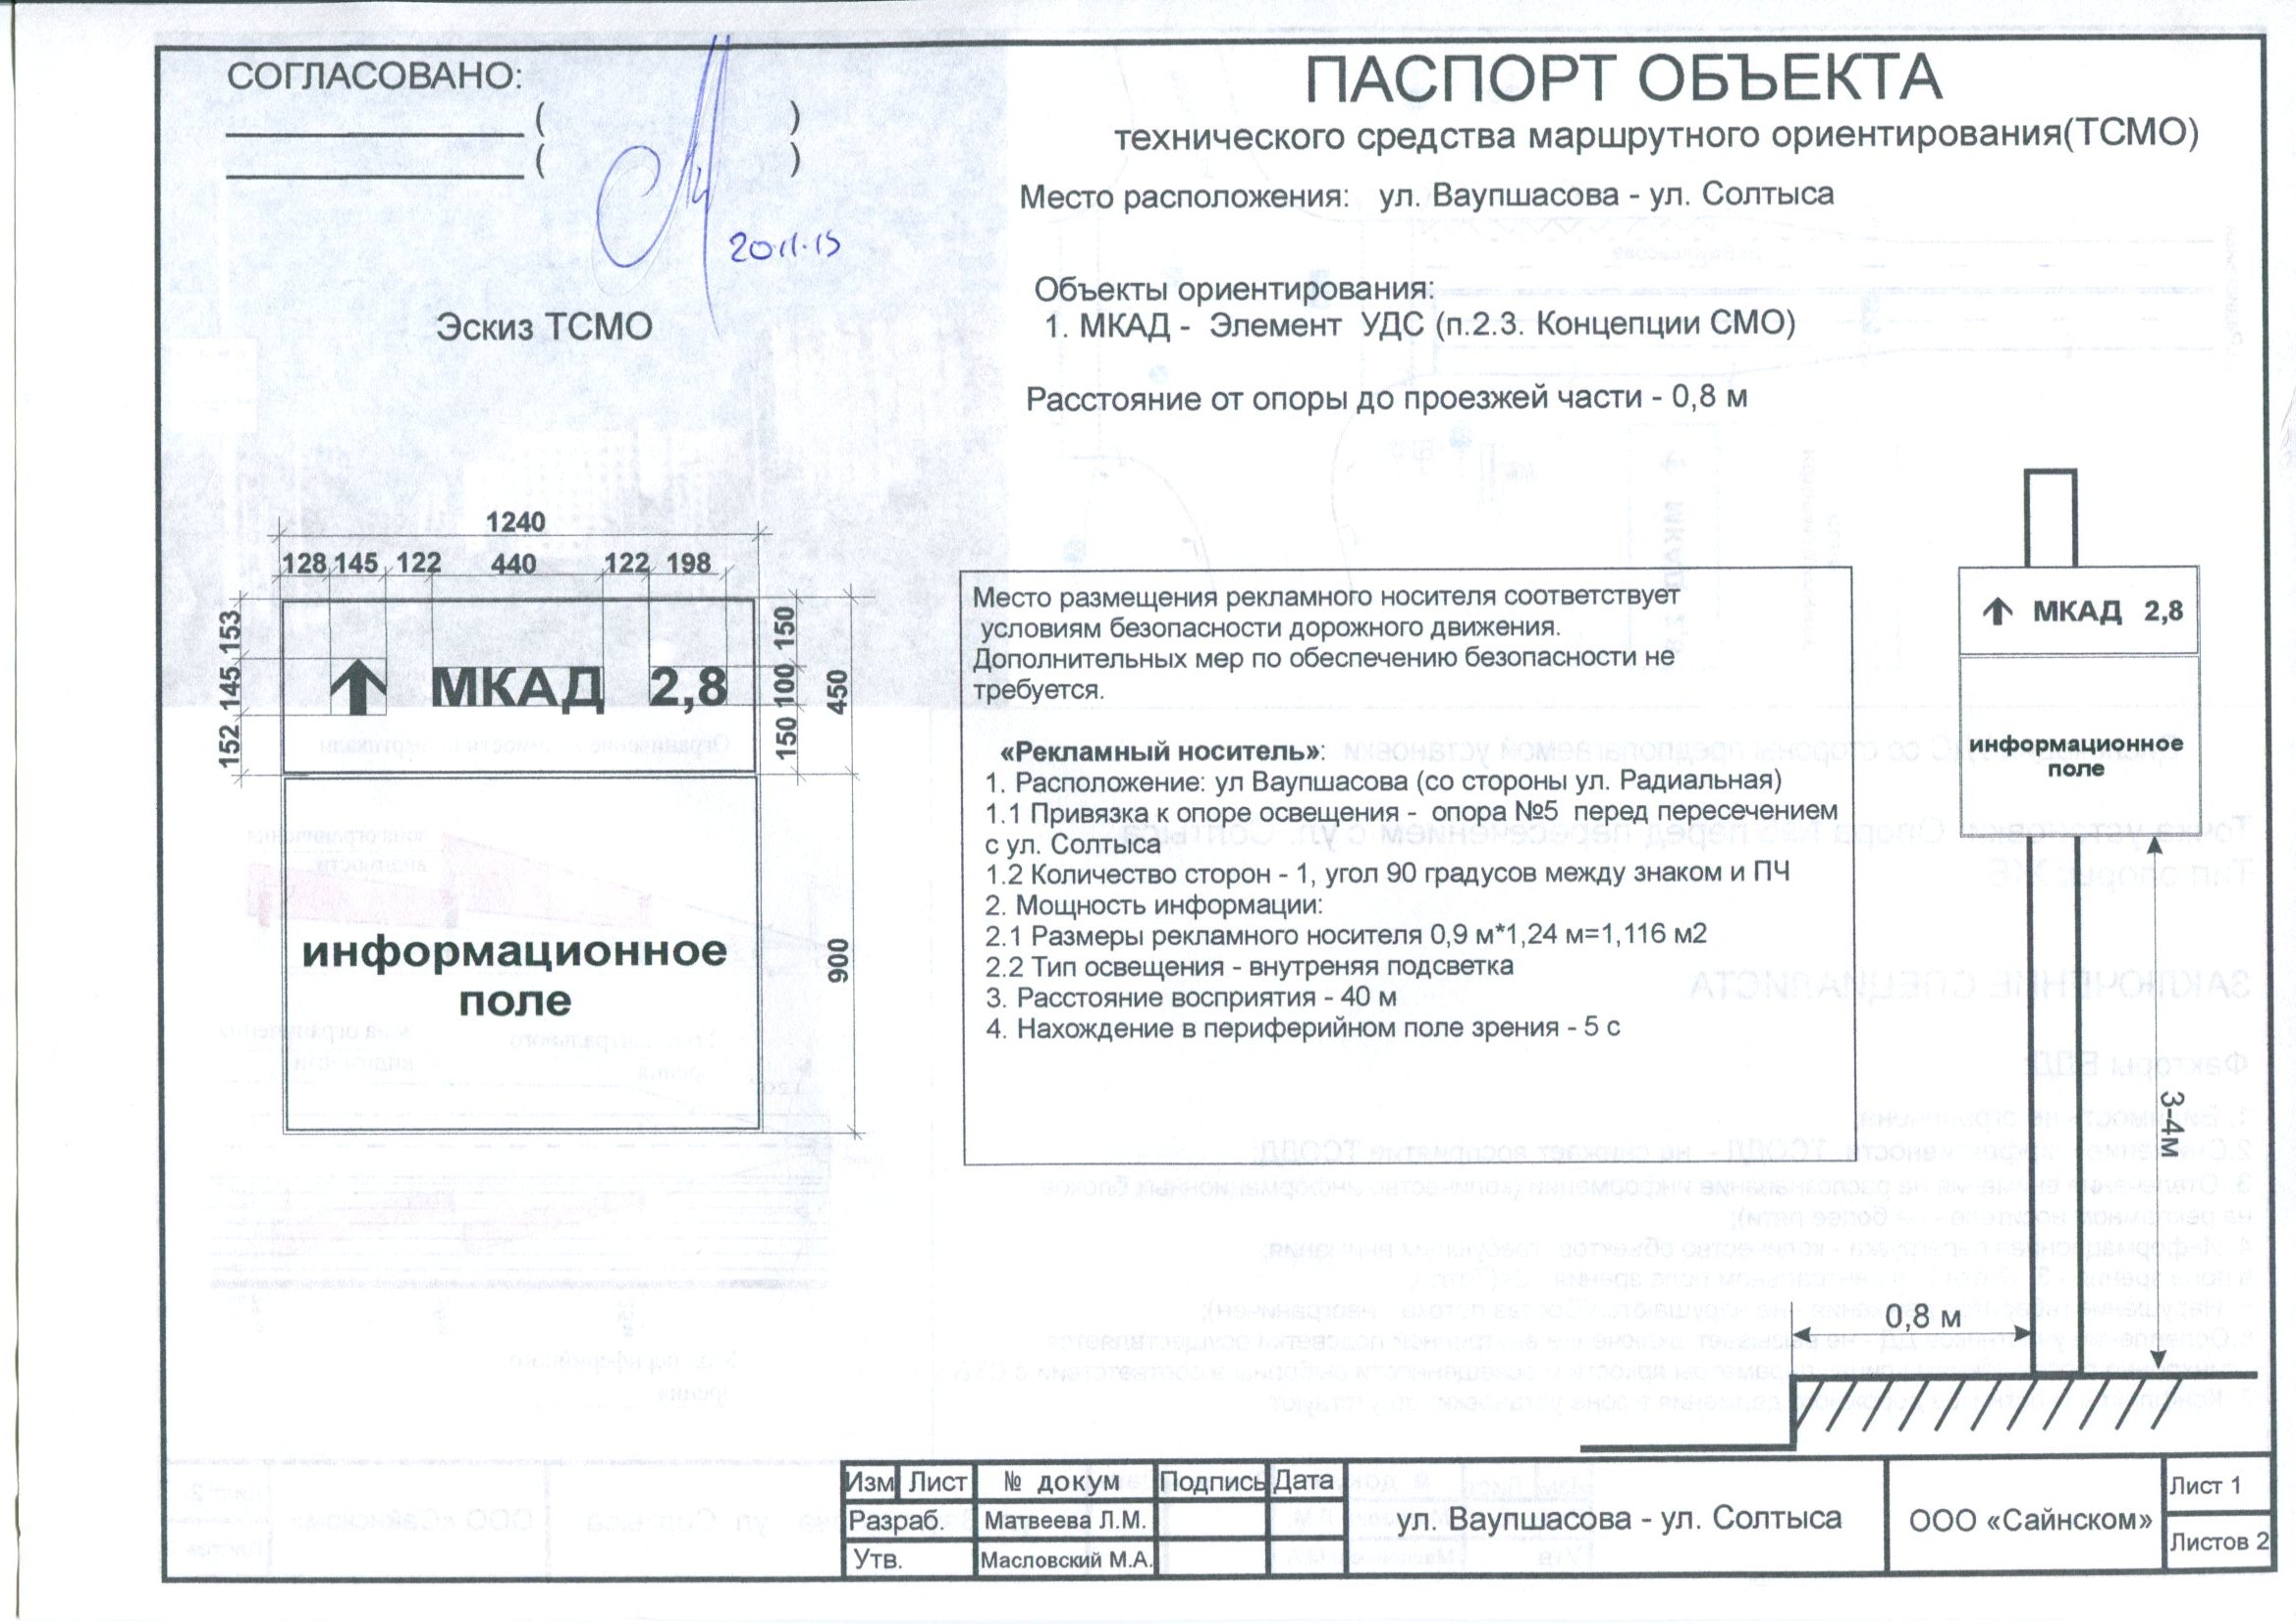 СОГЛАСОВАНО:
( )
( )
20.11.15
ПАСПОРТ ОБЪЕКТА
технического средства маршрутного ориентирования(ТСМО)
Место расположения: ул. Ваупшасова - ул. Солтыса
Объекты ориентирования:
1. МКАД - Элемент УДС (п.2.3. Концепции СМО)
Расстояние от опоры до проезжей части - 0,8 м
Эскиз ТСМО
1240
128 145 122 440 122 198
153
145
152
150
100
150
450
900
МКАД 2,8
информационное
поле
Место размещения рекламного носителя соответствует
условиям безопасности дорожного движения.
Дополнительных мер по обеспечению безопасности не
требуется.
«Рекламный носитель»:
1. Расположение: ул Ваупшасова (со стороны ул. Радиальная)
1.1 Привязка к опоре освещения - опора №5 перед пересечением
с ул. Солтыса
1.2 Количество сторон - 1, угол 90 градусов между знаком и ПЧ
2. Мощность информации:
2.1 Размеры рекламного носителя 0,9 м*1,24 м=1,116 м2
2.2 Тип освещения - внутреняя подсветка
3. Расстояние восприятия - 40 м
4. Нахождение в периферийном поле зрения - 5 с
МКАД 2,8
информационное
поле
3-4м
0,8 м
Изм Лист № докум Подпись Дата
Разраб. Матвеева Л.М.
Утв. Масловский М.А.
ул. Ваупшасова - ул. Солтыса
ООО «Сайнском»
Лист 1
Листов 2